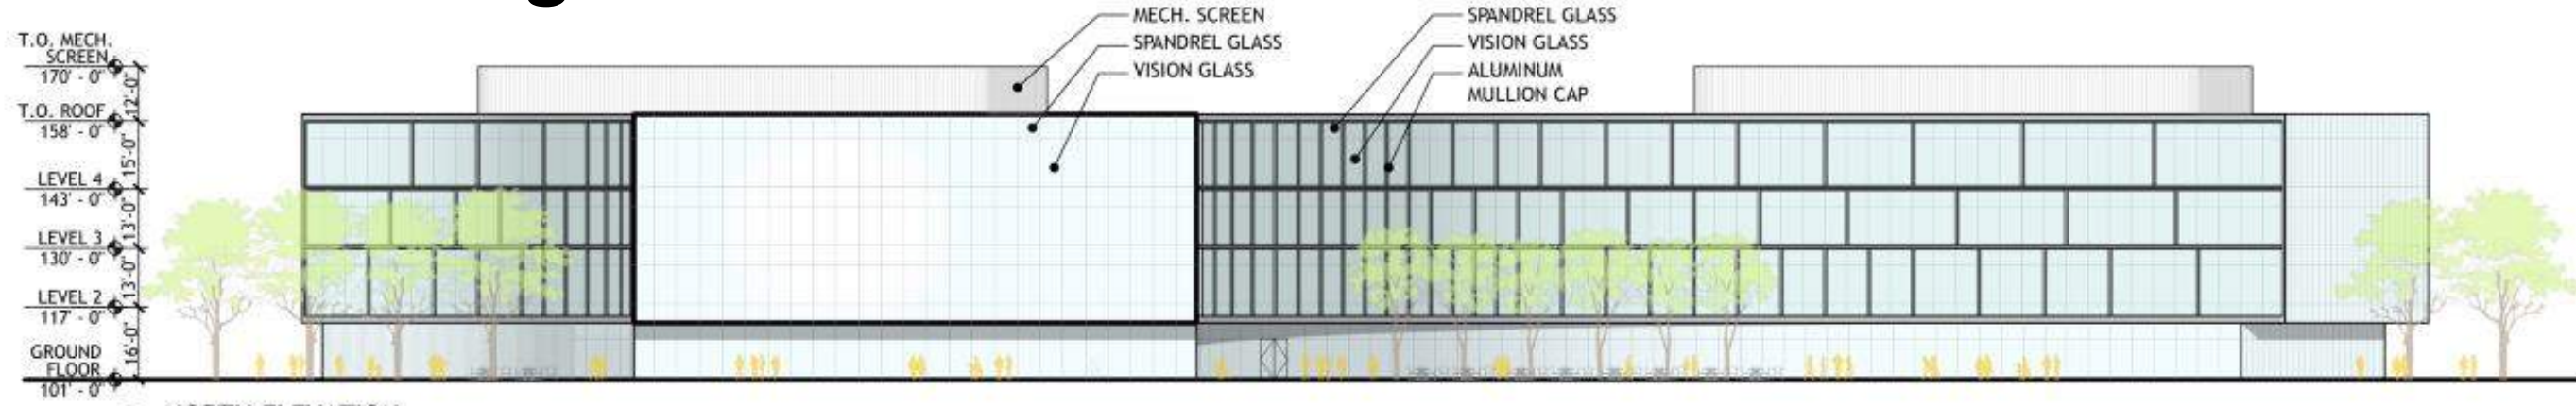 MECH. SCREEN
SPANDREL GLASS
VISION GLASS
SPANDREL GLASS
VISION GLASS
ALUMINUM
MULLION CAP
T.O. MECH.
SCREEN
170' - 0"
12'-0"
T.O. ROOF
158' - 0"
15'-0"
LEVEL 4
143' - 0"
13'-0"
LEVEL 3
130' - 0"
13'-0"
LEVEL 2
117' - 0"
16'-0"
GROUND
FLOOR
101' - 0"